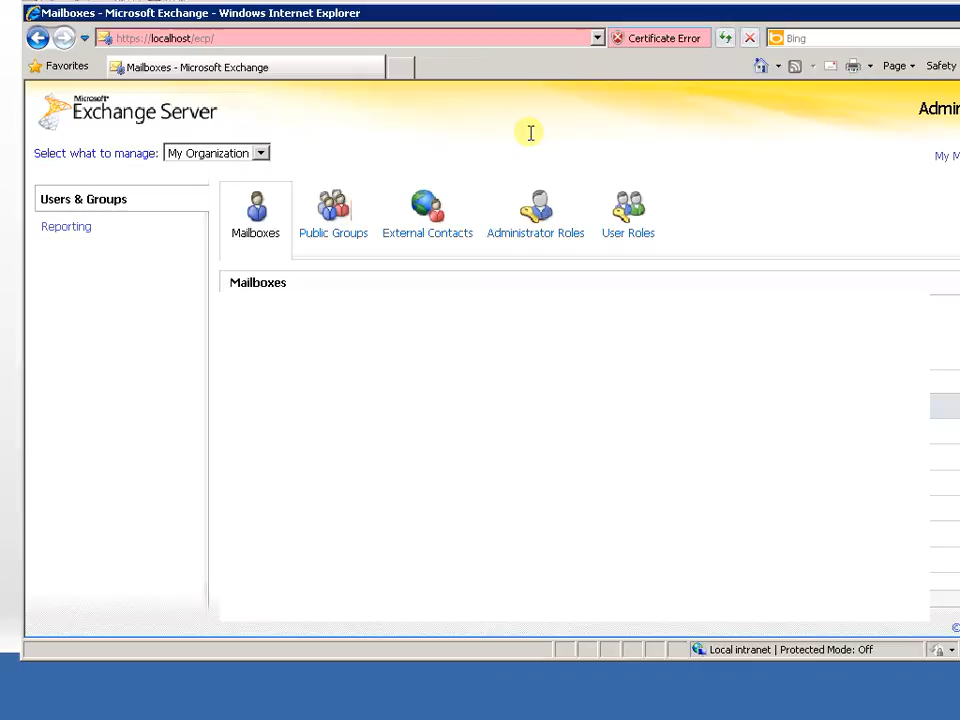 Mailboxes - Microsoft Exchange - Windows Internet Explorer
https://localhost/ecp/
Certificate Error
Bing
Favorites
Mailboxes - Microsoft Exchange
Page
Safety
Microsoft
Exchange Server
Admin
Select what to manage: My Organization
My M
Users & Groups
Reporting
Mailboxes
Public Groups
External Contacts
Administrator Roles
User Roles
Mailboxes
©
Local intranet | Protected Mode: Off